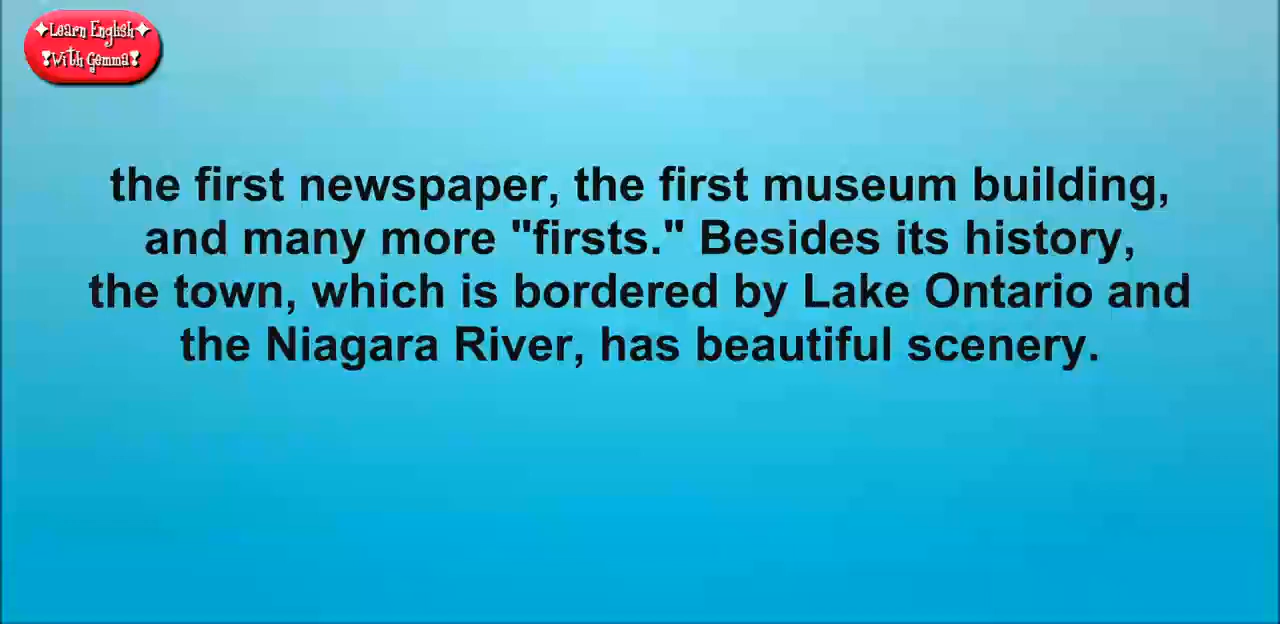 ✦Learn English✦
❣With Gemma❣
the first newspaper, the first museum building,
and many more "firsts." Besides its history,
the town, which is bordered by Lake Ontario and
the Niagara River, has beautiful scenery.